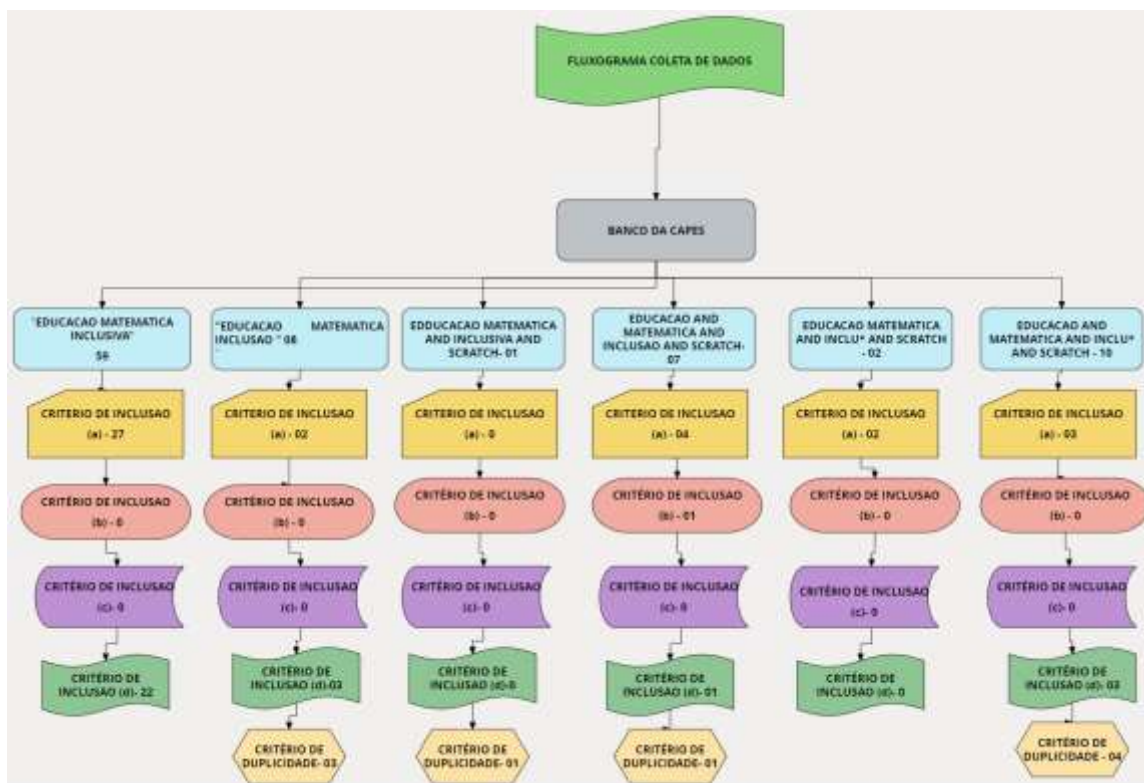 FLUXOGRAMA COLETA DE DADOS
BANCO DA CAPES
"EDUCACAO MATEMATICA
INCLUSIVA"
56
"EDUCACAO MATEMATICA
INCLUSAO " 08
EDDUCACAO MATEMATICA
AND INCLUSIVA AND
SCRATCH- 01
EDUCACAO AND
MATEMATICA AND
INCLUSAO AND SCRATCH-
07
EDUCACAO MATEMATICA
AND INCLU* AND SCRATCH
- 02
EDUCACAO AND
MATEMATICA AND INCLU*
AND SCRATCH - 10
CRITERIO DE INCLUSAO
(a) - 27
CRITERIO DE INCLUSAO
(a) - 02
CRITERIO DE INCLUSAO
(a) - 0
CRITERIO DE INCLUSAO
(a) - 04
CRITERIO DE INCLUSAO
(a) - 02
CRITERIO DE INCLUSAO
(a) - 03
CRITÉRIO DE INCLUSAO
(b) - 0
CRITÉRIO DE INCLUSAO
(b) - 0
CRITÉRIO DE INCLUSAO
(b) - 0
CRITÉRIO DE INCLUSAO
(b) - 01
CRITÉRIO DE INCLUSAO
(b) - 0
CRITÉRIO DE INCLUSAO
(b) - 0
CRITÉRIO DE INCLUSAO
(c)- 0
CRITÉRIO DE INCLUSAO
(c)- 0
CRITÉRIO DE INCLUSAO
(c)- 0
CRITÉRIO DE INCLUSAO
(c)- 0
CRITÉRIO DE INCLUSAO
(c)- 0
CRITÉRIO DE INCLUSAO
(c)- 0
CRITÉRIO DE
INCLUSAO (d)- 22
CRITÉRIO DE
INCLUSAO (d)-03
CRITÉRIO DE
INCLUSAO (d)-0
CRITÉRIO DE
INCLUSAO (d)- 01
CRITÉRIO DE
INCLUSAO (d)- 0
CRITÉRIO DE
INCLUSAO (d)- 03
CRITÉRIO DE
DUPLICIDADE- 03
CRITÉRIO DE
DUPLICIDADE- 01
CRITÉRIO DE
DUPLICIDADE- 01
CRITÉRIO DE
DUPLICIDADE - 04